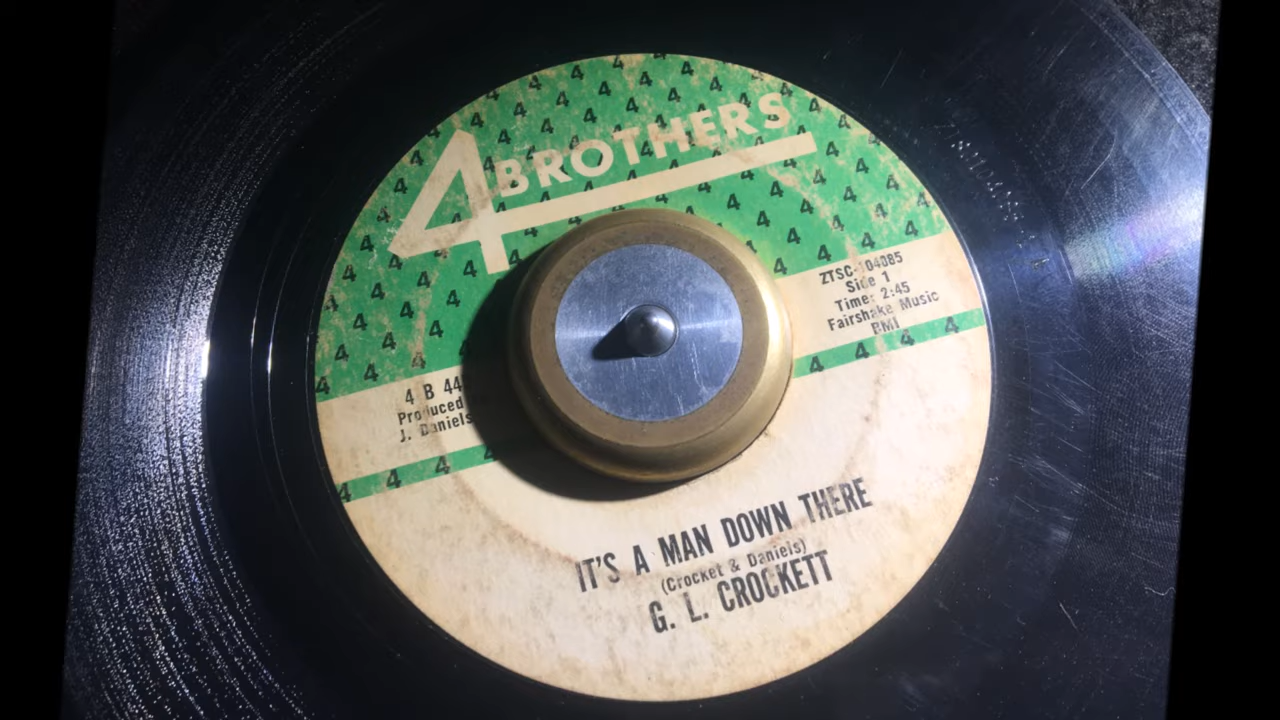 4 BROTHERS
ZTSC-104085
Side 1
Time: 2:45
Fairshake Music
BMI
4 B 44
Produced
J. Daniels
IT'S A MAN DOWN THERE
(Crocket & Daniels)
G. L. CROCKETT